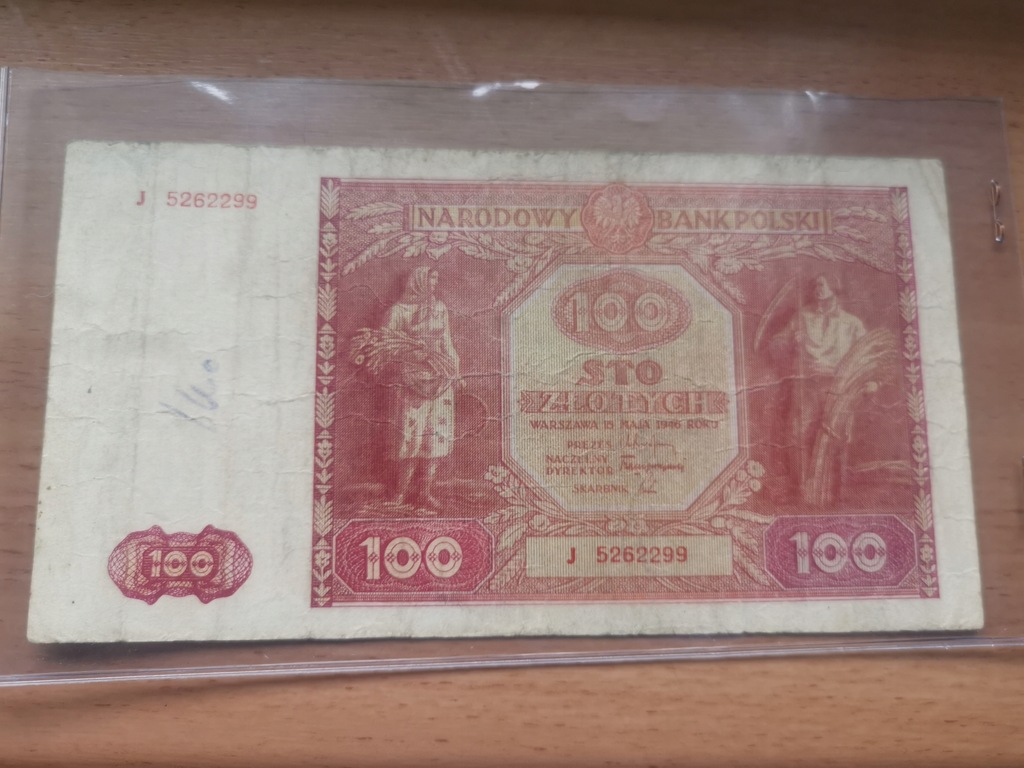 J 5262299
NARODOWY BANK POLSKI
100
STO
ZŁOTYCH
WARSZAWA 15 MAJA 1946 ROKU
PREZES
NACZELNY
DYREKTOR
SKARBNIK
100
100
J 5262299
100